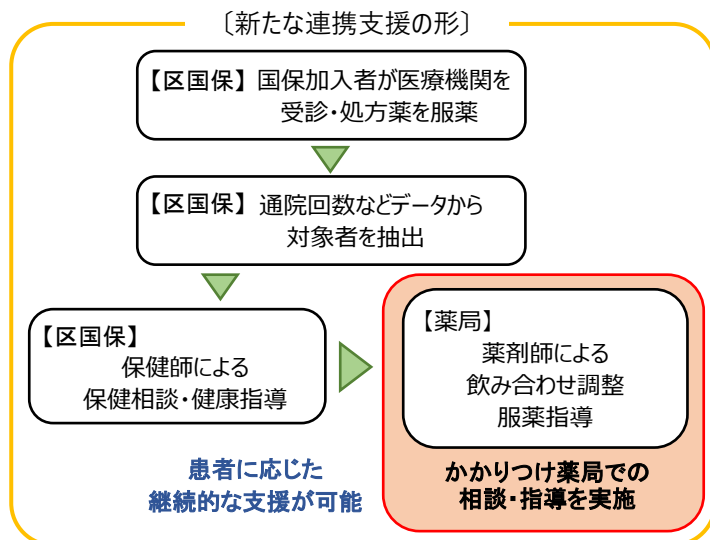 〔新たな連携支援の形〕
【区国保】国保加入者が医療機関を
受診・処方薬を服薬
【区国保】通院回数などデータから
対象者を抽出
【区国保】
保健師による
保健相談・健康指導
【薬局】
薬剤師による
飲み合わせ調整
服薬指導
患者に応じた
継続的な支援が可能
かかりつけ薬局での
相談・指導を実施